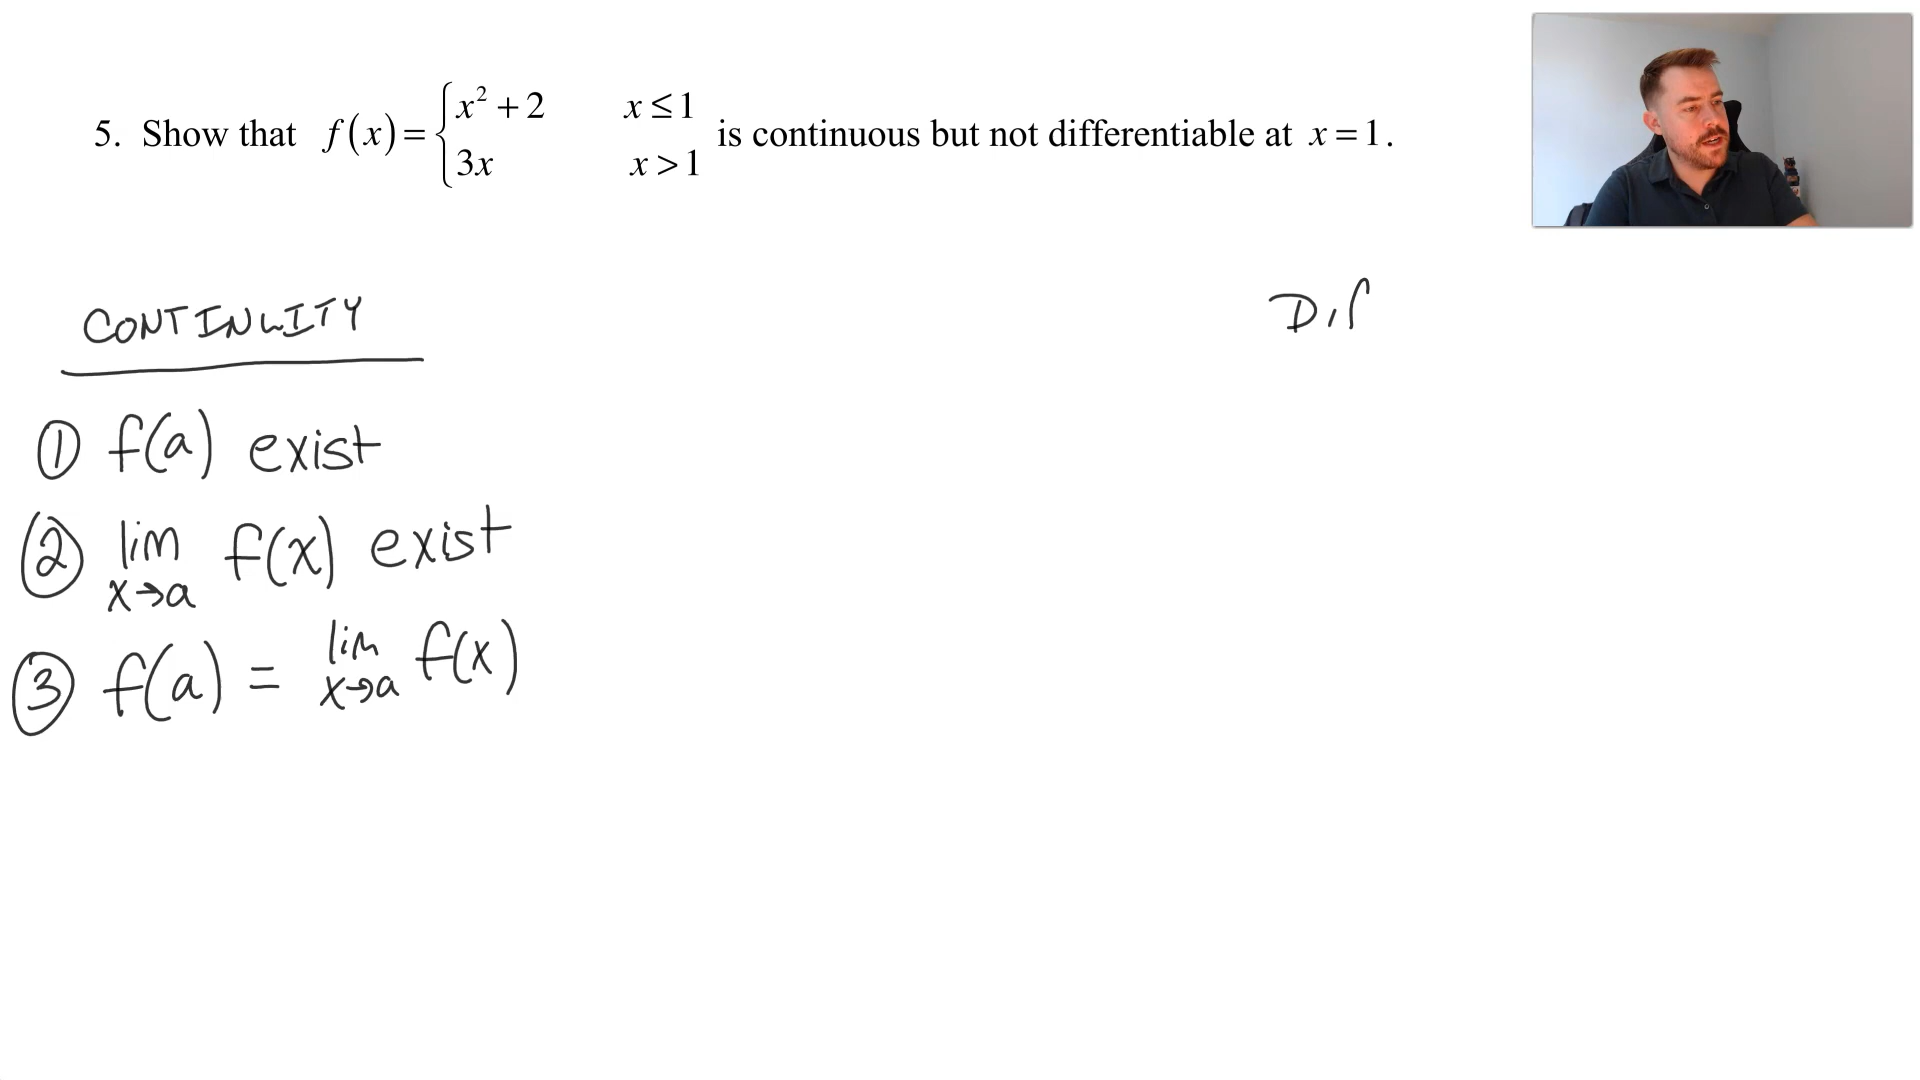 5. Show that f(x) = { x² + 2   x ≤ 1
3x   x > 1   is continuous but not differentiable at x = 1.
CONTINUITY
Dif
① f(a) exist
② lim x→a f(x) exist
③ f(a) = lim x→a f(x)